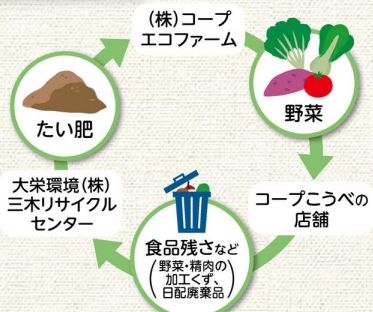 (株)コープ
エコファーム
野菜
コープこうべの
店舗
食品残さなど
(野菜・精肉の
加工くず、
日配廃棄品)
大栄環境(株)
三木リサイクル
センター
たい肥